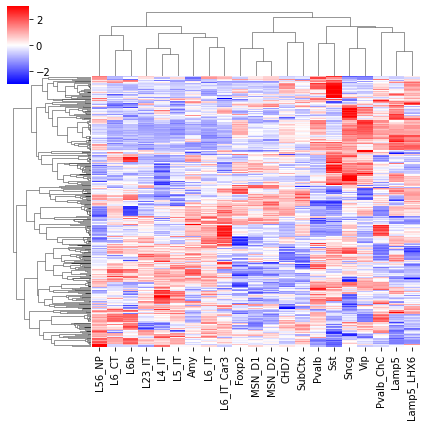 2
0
−2
L56_NP
L6_CT
L6b
L23_IT
L4_IT
L5_IT
Amy
L6_IT
L6_IT_Car3
Foxp2
MSN_D1
MSN_D2
CHD7
SubCtx
Pvalb
Sst
Sncg
Vip
Pvalb_ChC
Lamp5
Lamp5_LHX6